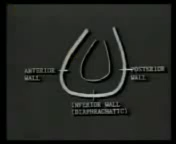 ANTERIOR
WALL
POSTERIOR
WALL
INFERIOR WALL
(DIAPHRAGMATIC)